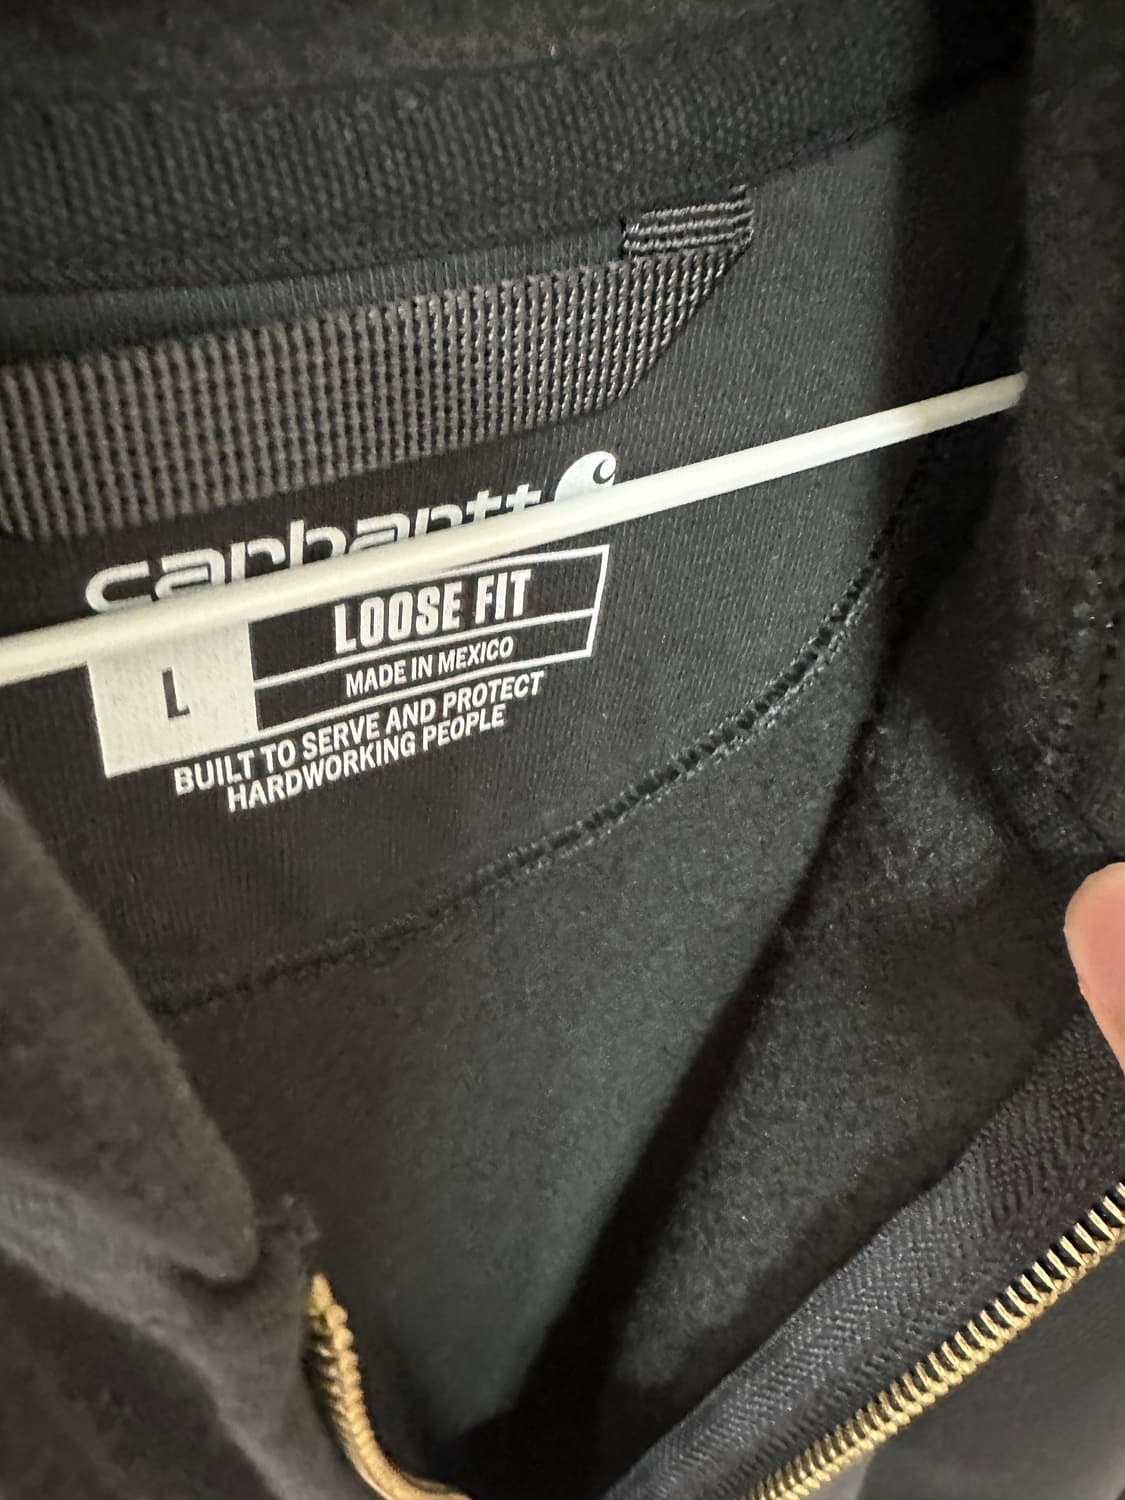 carhartt
LOOSE FIT
L
MADE IN MEXICO
BUILT TO SERVE AND PROTECT
HARDWORKING PEOPLE